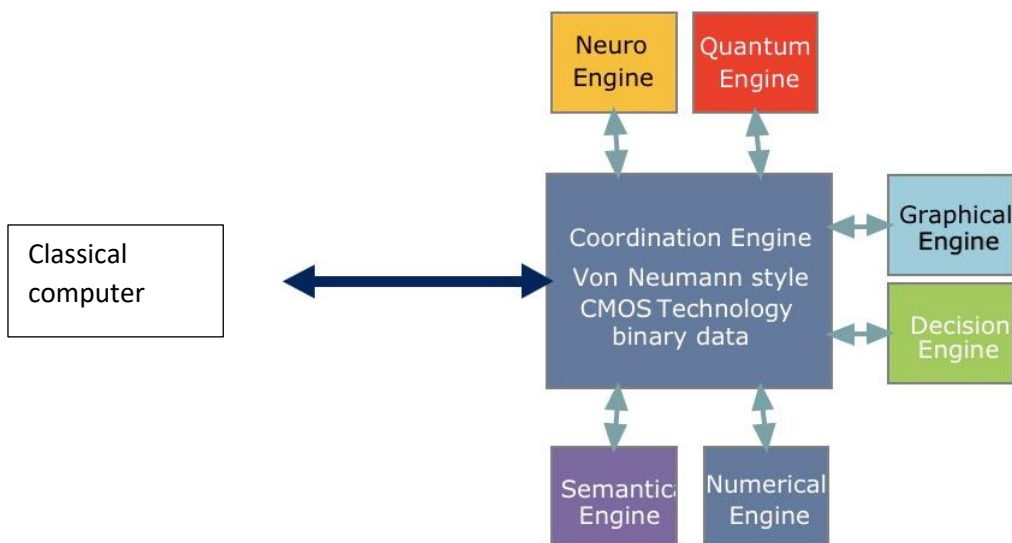 Neuro
Engine
Quantum
Engine
Classical
computer
Coordination Engine
Von Neumann style
CMOS Technology
binary data
Graphical
Engine
Decision
Engine
Semantica
Engine
Numerical
Engine